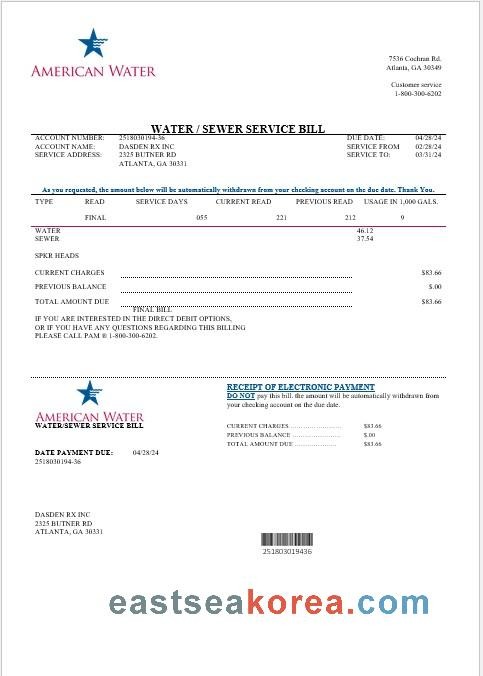 AMERICAN WATER
7536 Cochran Rd.
Atlanta, GA 30349
Customer service
1-800-300-6202
WATER / SEWER SERVICE BILL
ACCOUNT NUMBER: 2518030194-36 DUE DATE: 04/28/24
ACCOUNT NAME: DASDEN RX INC SERVICE FROM 02/28/24
SERVICE ADDRESS: 2325 BUTNER RD SERVICE TO: 03/31/24
ATLANTA, GA 30331
As you requested, the amount below will be automatically withdrawn from your checking account on the due date. Thank You.
TYPE READ SERVICE DAYS CURRENT READ PREVIOUS READ USAGE IN 1,000 GALS.
FINAL 055 221 212 9
WATER 46.12
SEWER 37.54
SPKR HEADS
CURRENT CHARGES $83.66
PREVIOUS BALANCE $.00
TOTAL AMOUNT DUE $83.66
FINAL BILL
IF YOU ARE INTERESTED IN THE DIRECT DEBIT OPTIONS,
OR IF YOU HAVE ANY QUESTIONS REGARDING THIS BILLING
PLEASE CALL PAM ® 1-800-300-6202.
AMERICAN WATER
WATER/SEWER SERVICE BILL
DATE PAYMENT DUE: 04/28/24
2518030194-36
RECEIPT OF ELECTRONIC PAYMENT
DO NOT pay this bill. the amount will be automatically withdrawn from
your checking account on the due date.
CURRENT CHARGES ........................ $83.66
PREVIOUS BALANCE ...................... $.00
TOTAL AMOUNT DUE ................... $83.66
DASDEN RX INC
2325 BUTNER RD
ATLANTA, GA 30331
251803019436
eastseakorea.com